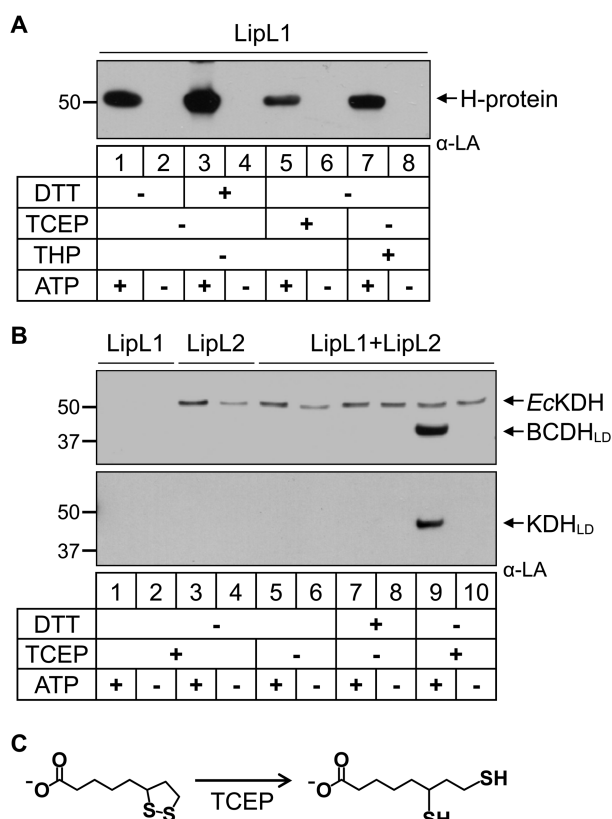 A
LipL1
50
H-protein
α-LA
1 2 3 4 5 6 7 8
DTT - + -
TCEP - + -
THP - +
ATP + - + - + - + -
B
LipL1 LipL2 LipL1+LipL2
50
EcKDH
37
BCDHLD
50
KDHLD
37
α-LA
1 2 3 4 5 6 7 8 9 10
DTT - + -
TCEP + - - +
ATP + - + - + - + - + -
C
O
-O
S-S
TCEP
O
-O
SH
SH